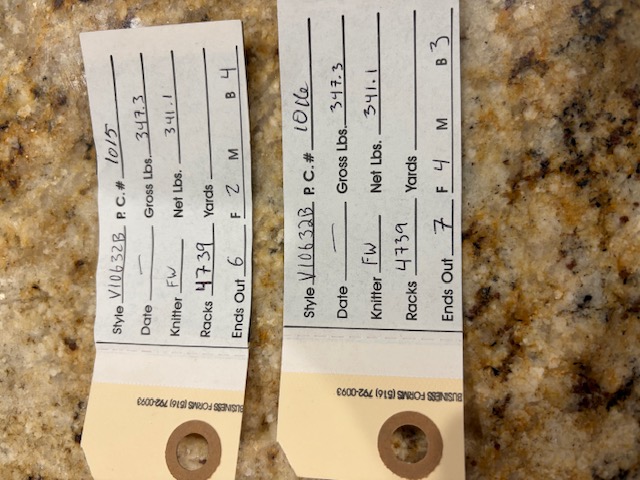 Style V10632B P.C.# 1015
Date — Gross Lbs. 347.3
Knitter FW Net Lbs. 341.1
Racks 4739 Yards
Ends Out 6 F 2 M B 4
BUSINESS FORMS (516) 792-0093
Style V10632B P.C.# 1016
Date — Gross Lbs. 347.3
Knitter FW Net Lbs. 341.1
Racks 4739 Yards
Ends Out 7 F 4 M B 3
BUSINESS FORMS (516) 792-0093